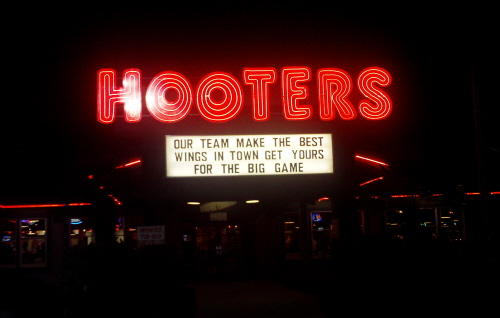 HOOTERS
OUR TEAM MAKE THE BEST
WINGS IN TOWN GET YOURS
FOR THE BIG GAME